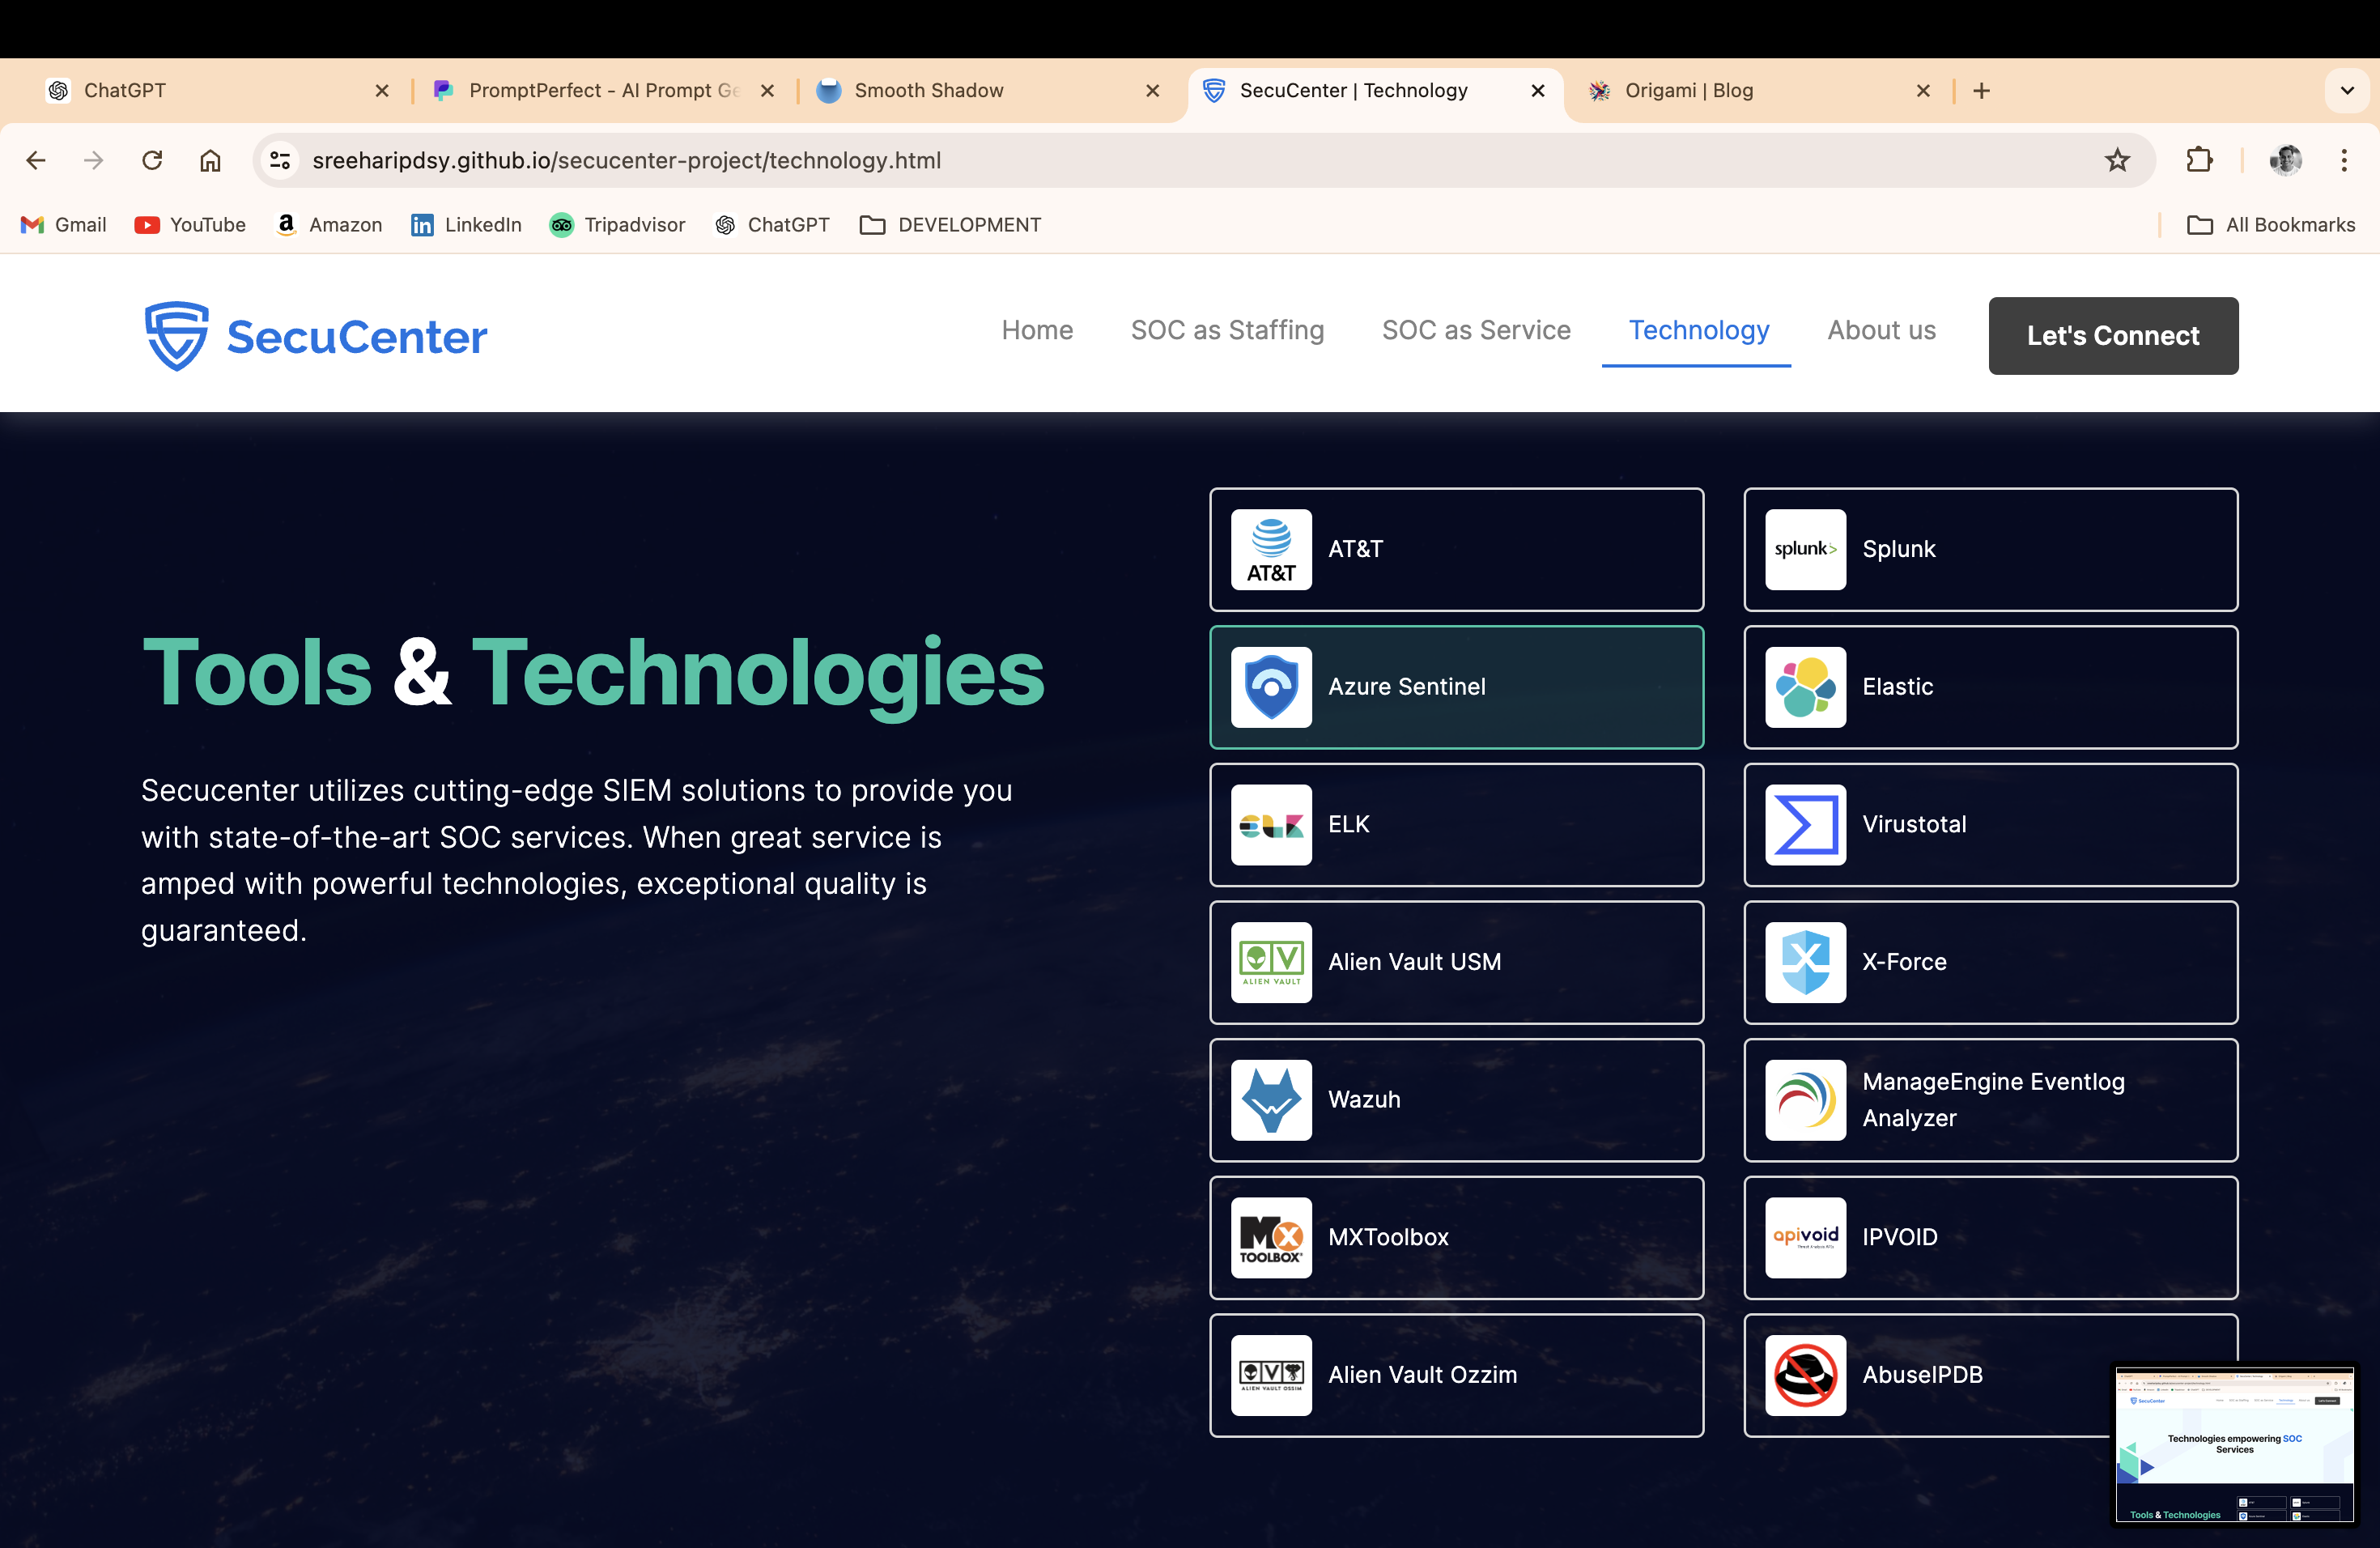 ChatGPT
PromptPerfect - AI Prompt Ge
Smooth Shadow
SecuCenter | Technology
Origami | Blog
sreeharipdsy.github.io/secucenter-project/technology.html
Gmail
YouTube
Amazon
LinkedIn
Tripadvisor
ChatGPT
DEVELOPMENT
All Bookmarks
SecuCenter
Home
SOC as Staffing
SOC as Service
Technology
About us
Let's Connect
Tools & Technologies
Secucenter utilizes cutting-edge SIEM solutions to provide you
with state-of-the-art SOC services. When great service is
amped with powerful technologies, exceptional quality is
guaranteed.
AT&T
AT&T
splunk>
Splunk
Azure Sentinel
Elastic
ELK
ELK
Virustotal
ALIEN VAULT
Alien Vault USM
X
X-Force
Wazuh
ManageEngine Eventlog
Analyzer
MX
TOOLBOX
MXToolbox
apivoid
IPVOID
ALIEN VAULT OSSIM
Alien Vault Ozzim
AbuseIPDB
SecuCenter
Technologies empowering SOC
Services
Tools & Technologies